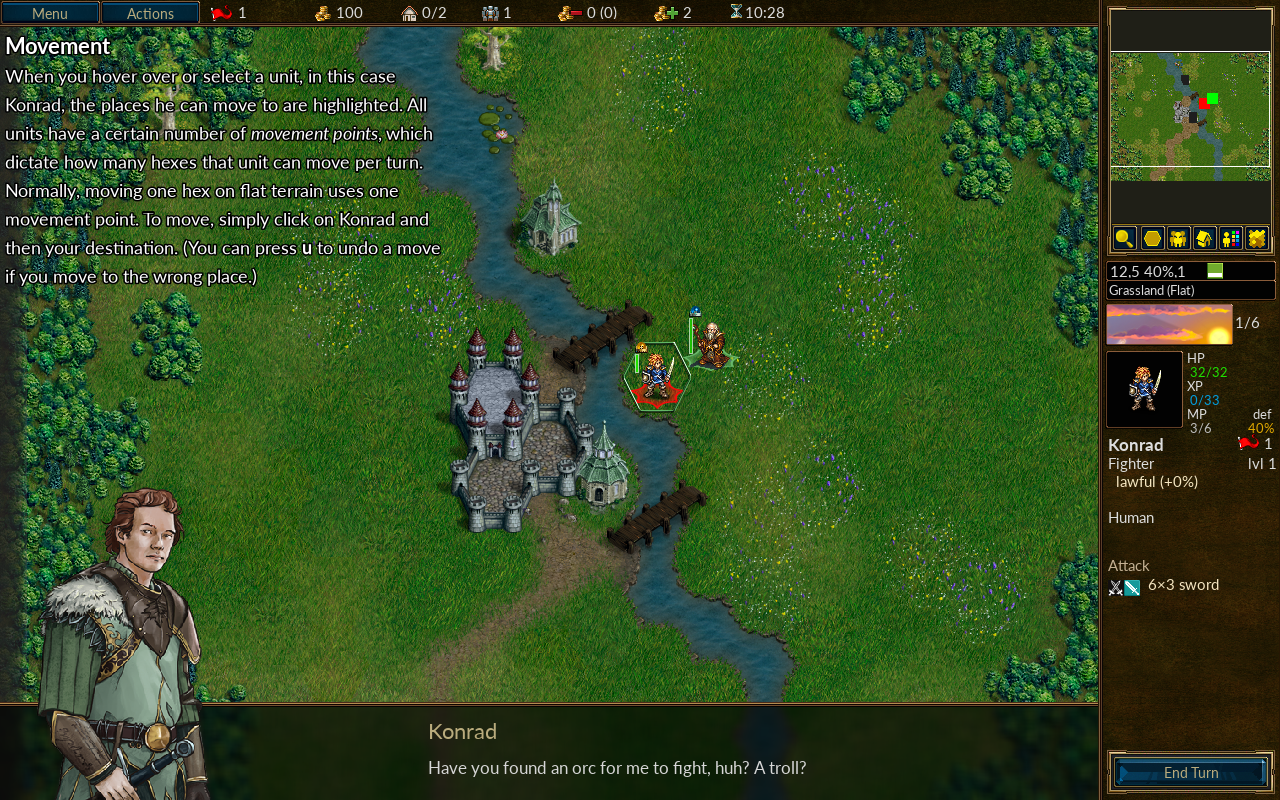 Menu Actions 1 100 0/2 1 0 (0) 2 10:28
Movement
When you hover over or select a unit, in this case
Konrad, the places he can move to are highlighted. All
units have a certain number of movement points, which
dictate how many hexes that unit can move per turn.
Normally, moving one hex on flat terrain uses one
movement point. To move, simply click on Konrad and
then your destination. (You can press u to undo a move
if you move to the wrong place.)
12,5 40%,1
Grassland (Flat)
1/6
HP
32/32
XP
0/33
MP def
3/6 40%
Konrad 1
Fighter lvl 1
lawful (+0%)
Human
Attack
6×3 sword
Konrad
Have you found an orc for me to fight, huh? A troll?
End Turn